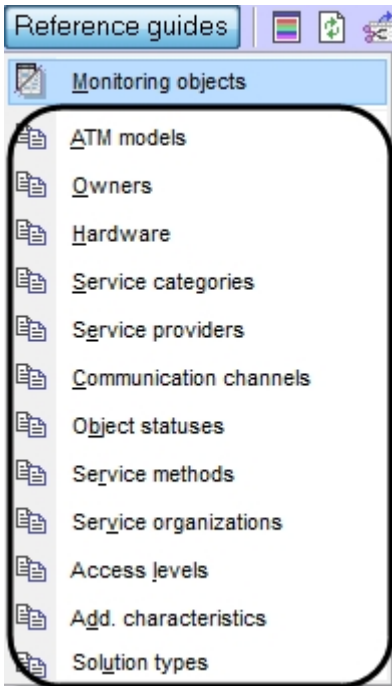 Reference guides
Monitoring objects
ATM models
Owners
Hardware
Service categories
Service providers
Communication channels
Object statuses
Service methods
Service organizations
Access levels
Add. characteristics
Solution types